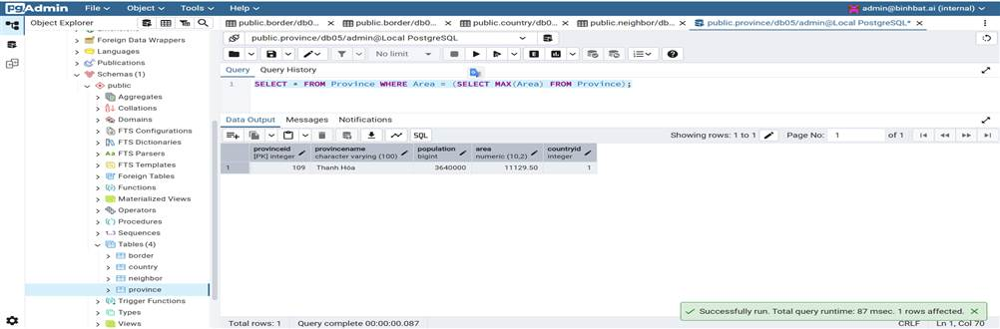 pgAdmin File Object Tools Help admin@binhbat.ai (internal)
Object Explorer
public.border/db0... public.border/db0... public.country/db0... public.neighbor/db0... public.province/db05/admin@Local PostgreSQL*
public.province/db05/admin@Local PostgreSQL
No limit
Query Query History
1 SELECT * FROM Province WHERE Area = (SELECT MAX(Area) FROM Province);
Data Output Messages Notifications
SQL Showing rows: 1 to 1 Page No: 1 of 1
provinceid provincename population area countryid
[PK] integer character varying (100) bigint numeric (10,2) integer
1 109 Thanh Hóa 3640000 11129.50 1
Foreign Data Wrappers
Languages
Publications
Schemas (1)
public
Aggregates
Collations
Domains
FTS Configurations
FTS Dictionaries
FTS Parsers
FTS Templates
Foreign Tables
Functions
Materialized Views
Operators
Procedures
Sequences
Tables (4)
border
country
neighbor
province
Trigger Functions
Types
Views
Successfully run. Total query runtime: 87 msec. 1 rows affected.
Total rows: 1 Query complete 00:00:00.087 CRLF Ln 1, Col 70